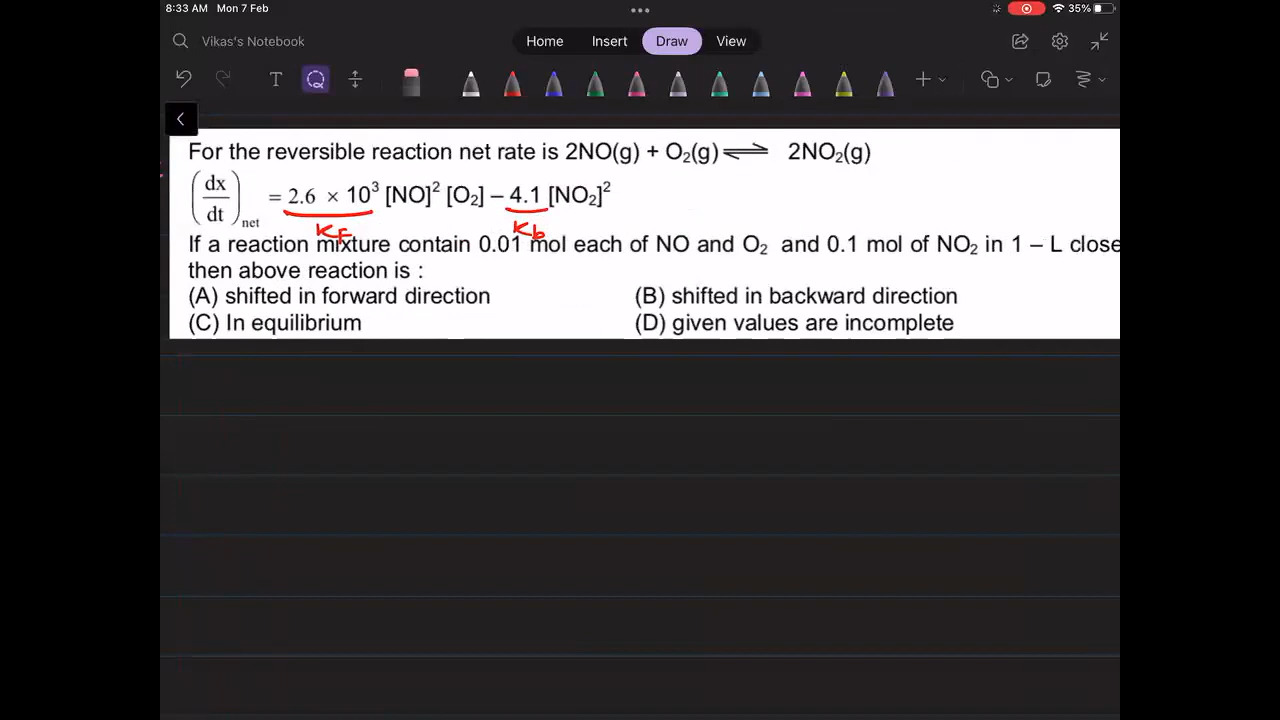 8:33 AM Mon 7 Feb
35%
Vikas's Notebook
Home Insert Draw View
T
For the reversible reaction net rate is 2NO(g) + O₂(g) ⇌ 2NO₂(g)
(dx/dt)net = 2.6 × 10³ [NO]² [O₂] – 4.1 [NO₂]²
Kf Kb
If a reaction mixture contain 0.01 mol each of NO and O₂ and 0.1 mol of NO₂ in 1 – L close
then above reaction is :
(A) shifted in forward direction (B) shifted in backward direction
(C) In equilibrium (D) given values are incomplete